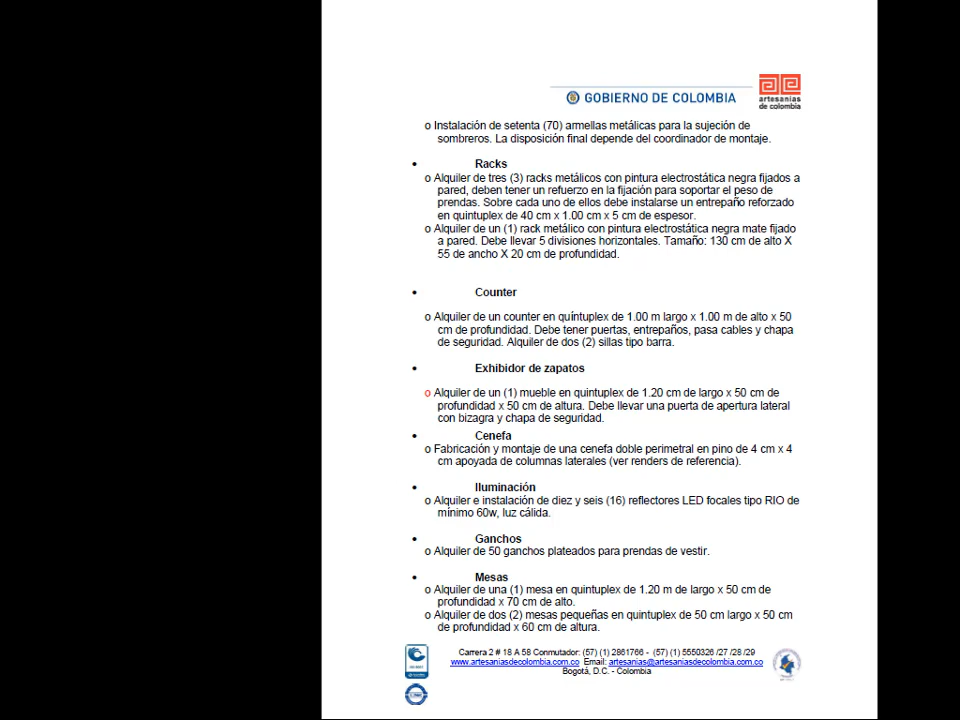 GOBIERNO DE COLOMBIA
artesanías
de colombia
o Instalación de setenta (70) armellas metálicas para la sujeción de
sombreros. La disposición final depende del coordinador de montaje.
• Racks
o Alquiler de tres (3) racks metálicos con pintura electrostática negra fijados a
pared, deben tener un refuerzo en la fijación para soportar el peso de
prendas. Sobre cada uno de ellos debe instalarse un entrepaño reforzado
en quintuplex de 40 cm x 1.00 cm x 5 cm de espesor.
o Alquiler de un (1) rack metálico con pintura electrostática negra mate fijado
a pared. Debe llevar 5 divisiones horizontales. Tamaño: 130 cm de alto X
55 de ancho X 20 cm de profundidad.
• Counter
o Alquiler de un counter en quíntuplex de 1.00 m largo x 1.00 m de alto x 50
cm de profundidad. Debe tener puertas, entrepaños, pasa cables y chapa
de seguridad. Alquiler de dos (2) sillas tipo barra.
• Exhibidor de zapatos
o Alquiler de un (1) mueble en quintuplex de 1.20 cm de largo x 50 cm de
profundidad x 50 cm de altura. Debe llevar una puerta de apertura lateral
con bizagra y chapa de seguridad.
• Cenefa
o Fabricación y montaje de una cenefa doble perimetral en pino de 4 cm x 4
cm apoyada de columnas laterales (ver renders de referencia).
• Iluminación
o Alquiler e instalación de diez y seis (16) reflectores LED focales tipo RIO de
mínimo 60w, luz cálida.
• Ganchos
o Alquiler de 50 ganchos plateados para prendas de vestir.
• Mesas
o Alquiler de una (1) mesa en quintuplex de 1.20 m de largo x 50 cm de
profundidad x 70 cm de alto.
o Alquiler de dos (2) mesas pequeñas en quintuplex de 50 cm largo x 50 cm
de profundidad x 60 cm de altura.
Carrera 2 # 18 A 58 Conmutador: (57) (1) 2861766 - (57) (1) 5550326 /27 /28 /29
www.artesaniasdecolombia.com.co Email: artesanias@artesaniasdecolombia.com.co
Bogotá, D.C. - Colombia